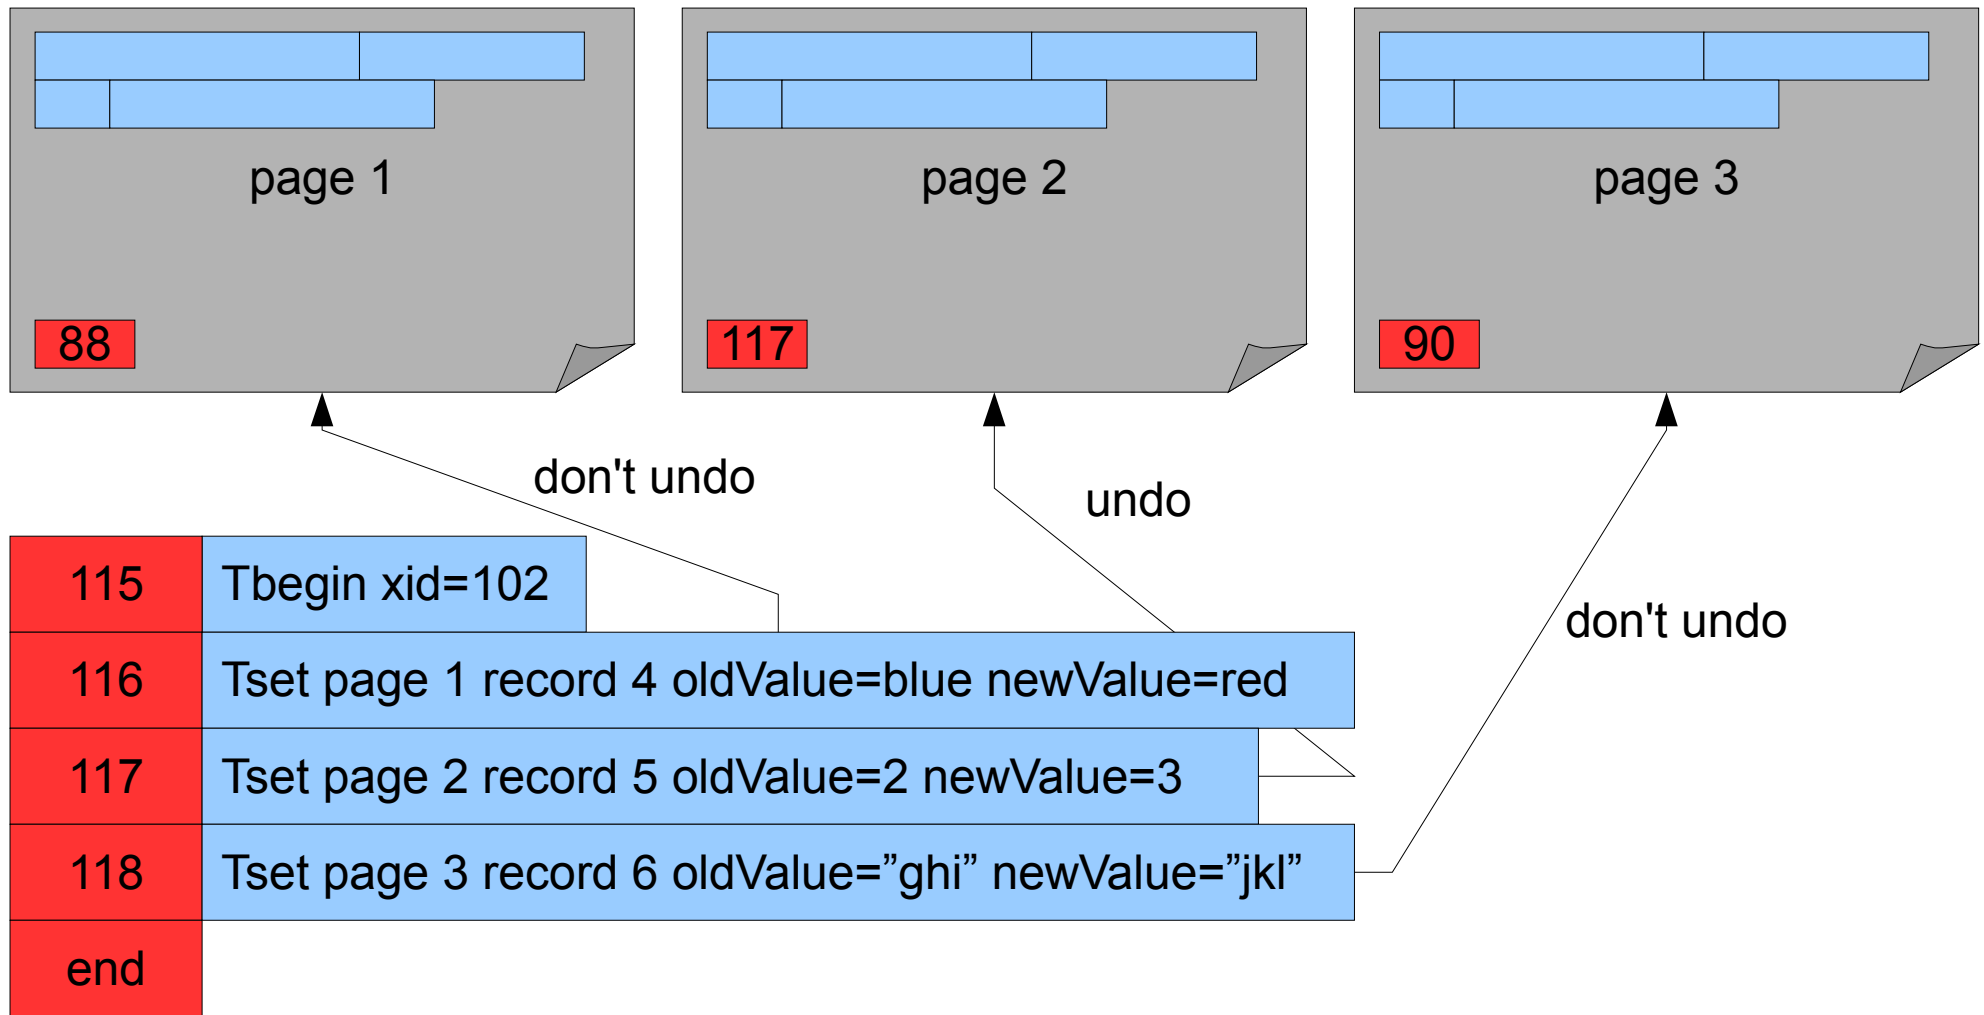 page 1
page 2
page 3
88
117
90
don't undo
undo
don't undo
115 Tbegin xid=102
116 Tset page 1 record 4 oldValue=blue newValue=red
117 Tset page 2 record 5 oldValue=2 newValue=3
118 Tset page 3 record 6 oldValue=”ghi” newValue=”jkl”
end